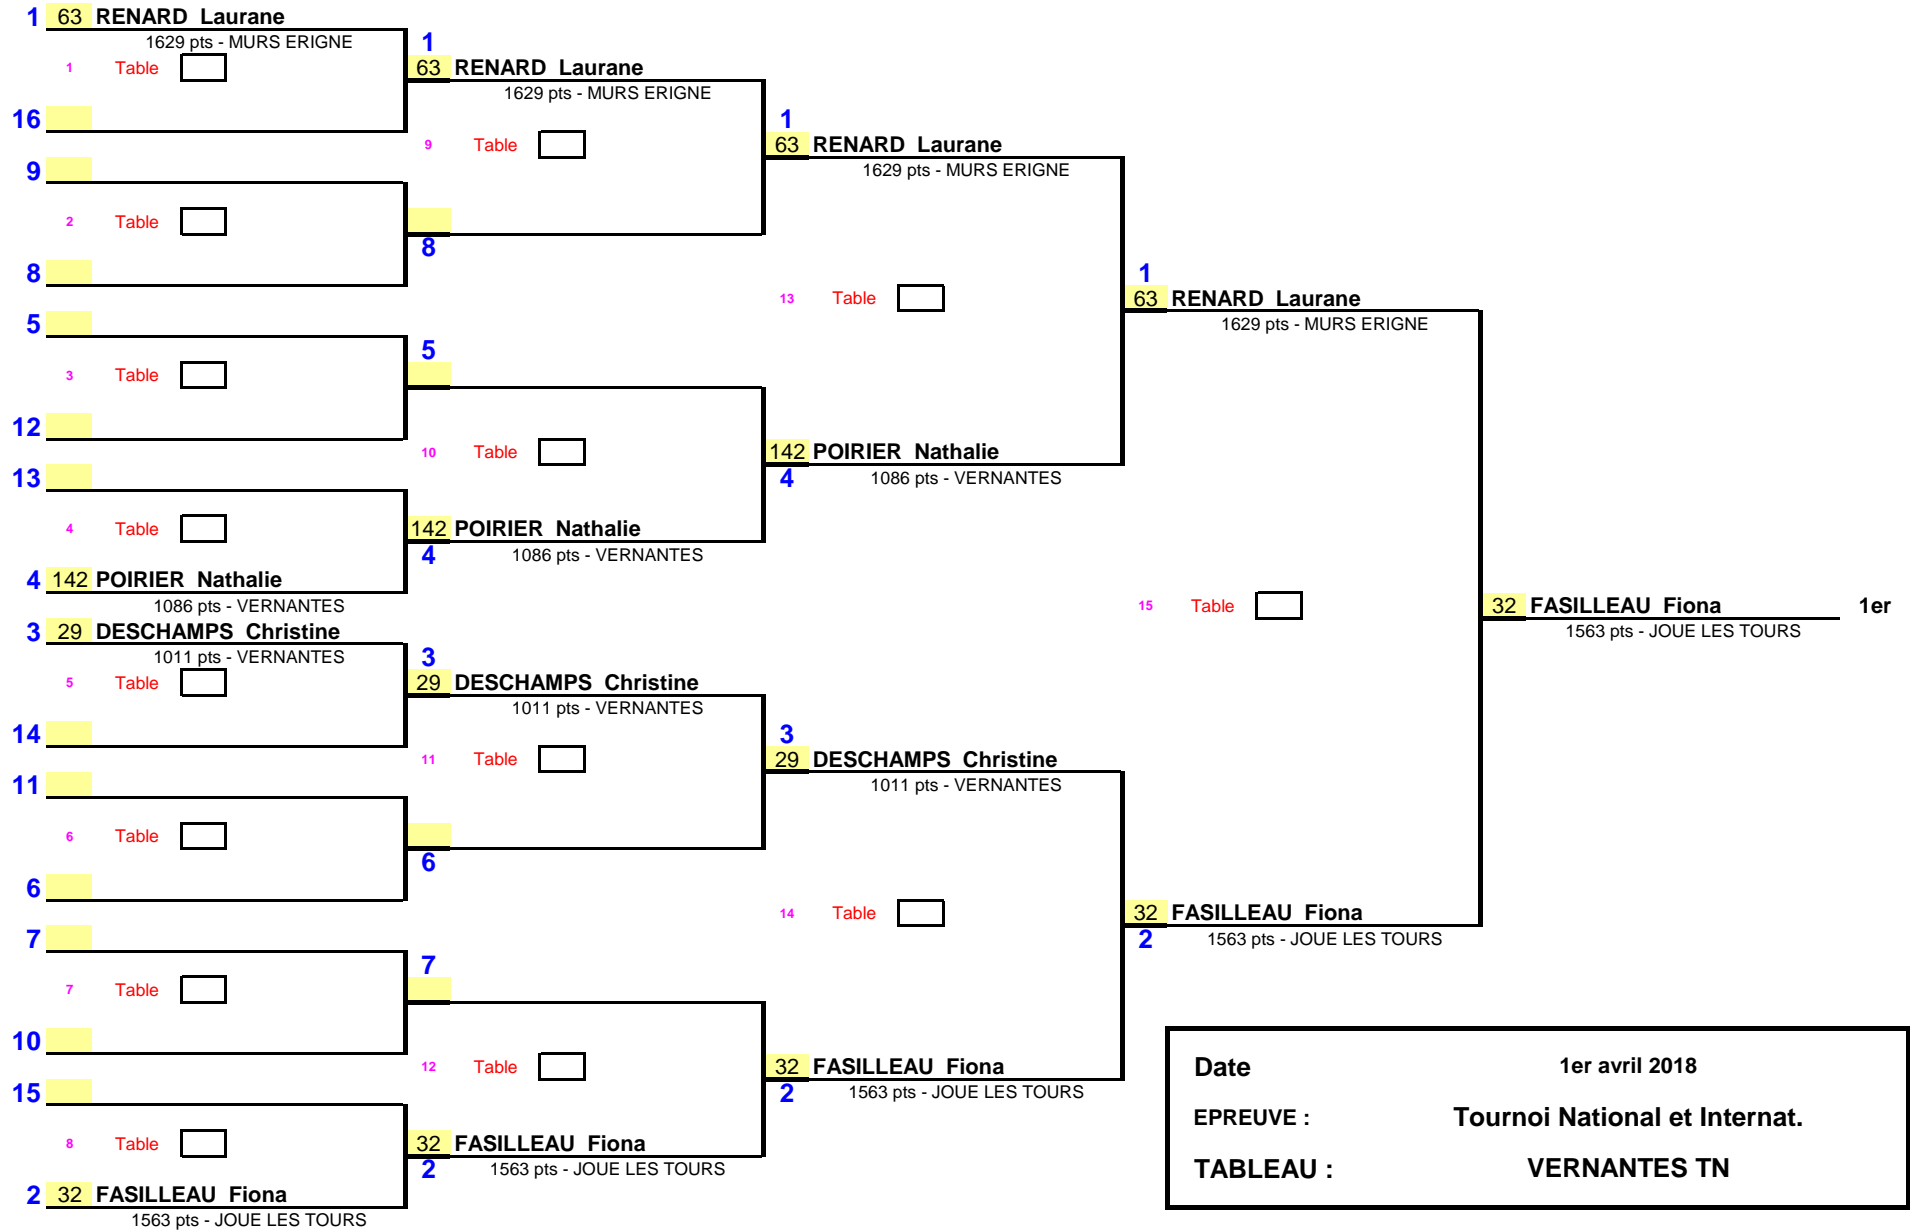 1 63 RENARD Laurane
1629 pts - MURS ERIGNE
1 Table
16
9
2 Table
8
5
3 Table
12
13
4 Table
4 142 POIRIER Nathalie
1086 pts - VERNANTES
3 29 DESCHAMPS Christine
1011 pts - VERNANTES
5 Table
14
11
6 Table
6
7
7 Table
10
15
8 Table
2 32 FASILLEAU Fiona
1563 pts - JOUE LES TOURS
1
63 RENARD Laurane
1629 pts - MURS ERIGNE
9 Table
8
5
10 Table
142 POIRIER Nathalie
4 1086 pts - VERNANTES
3
29 DESCHAMPS Christine
1011 pts - VERNANTES
11 Table
6
7
12 Table
32 FASILLEAU Fiona
2 1563 pts - JOUE LES TOURS
1
63 RENARD Laurane
1629 pts - MURS ERIGNE
13 Table
142 POIRIER Nathalie
4 1086 pts - VERNANTES
3
29 DESCHAMPS Christine
1011 pts - VERNANTES
14 Table
32 FASILLEAU Fiona
2 1563 pts - JOUE LES TOURS
1
63 RENARD Laurane
1629 pts - MURS ERIGNE
15 Table
32 FASILLEAU Fiona
2 1563 pts - JOUE LES TOURS
32 FASILLEAU Fiona 1er
1563 pts - JOUE LES TOURS
Date 1er avril 2018
EPREUVE : Tournoi National et Internat.
TABLEAU : VERNANTES TN